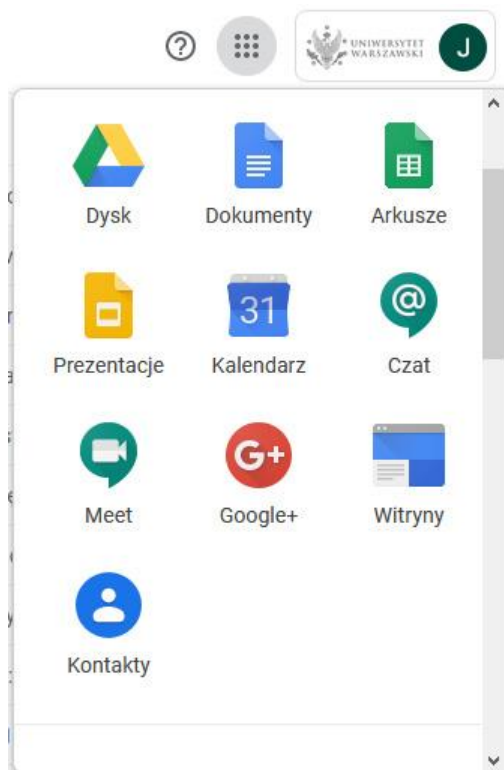 UNIWERSYTET
WARSZAWSKI
J
Dysk
Dokumenty
Arkusze
31
Prezentacje
Kalendarz
@
Czat
G+
Meet
Google+
Witryny
Kontakty